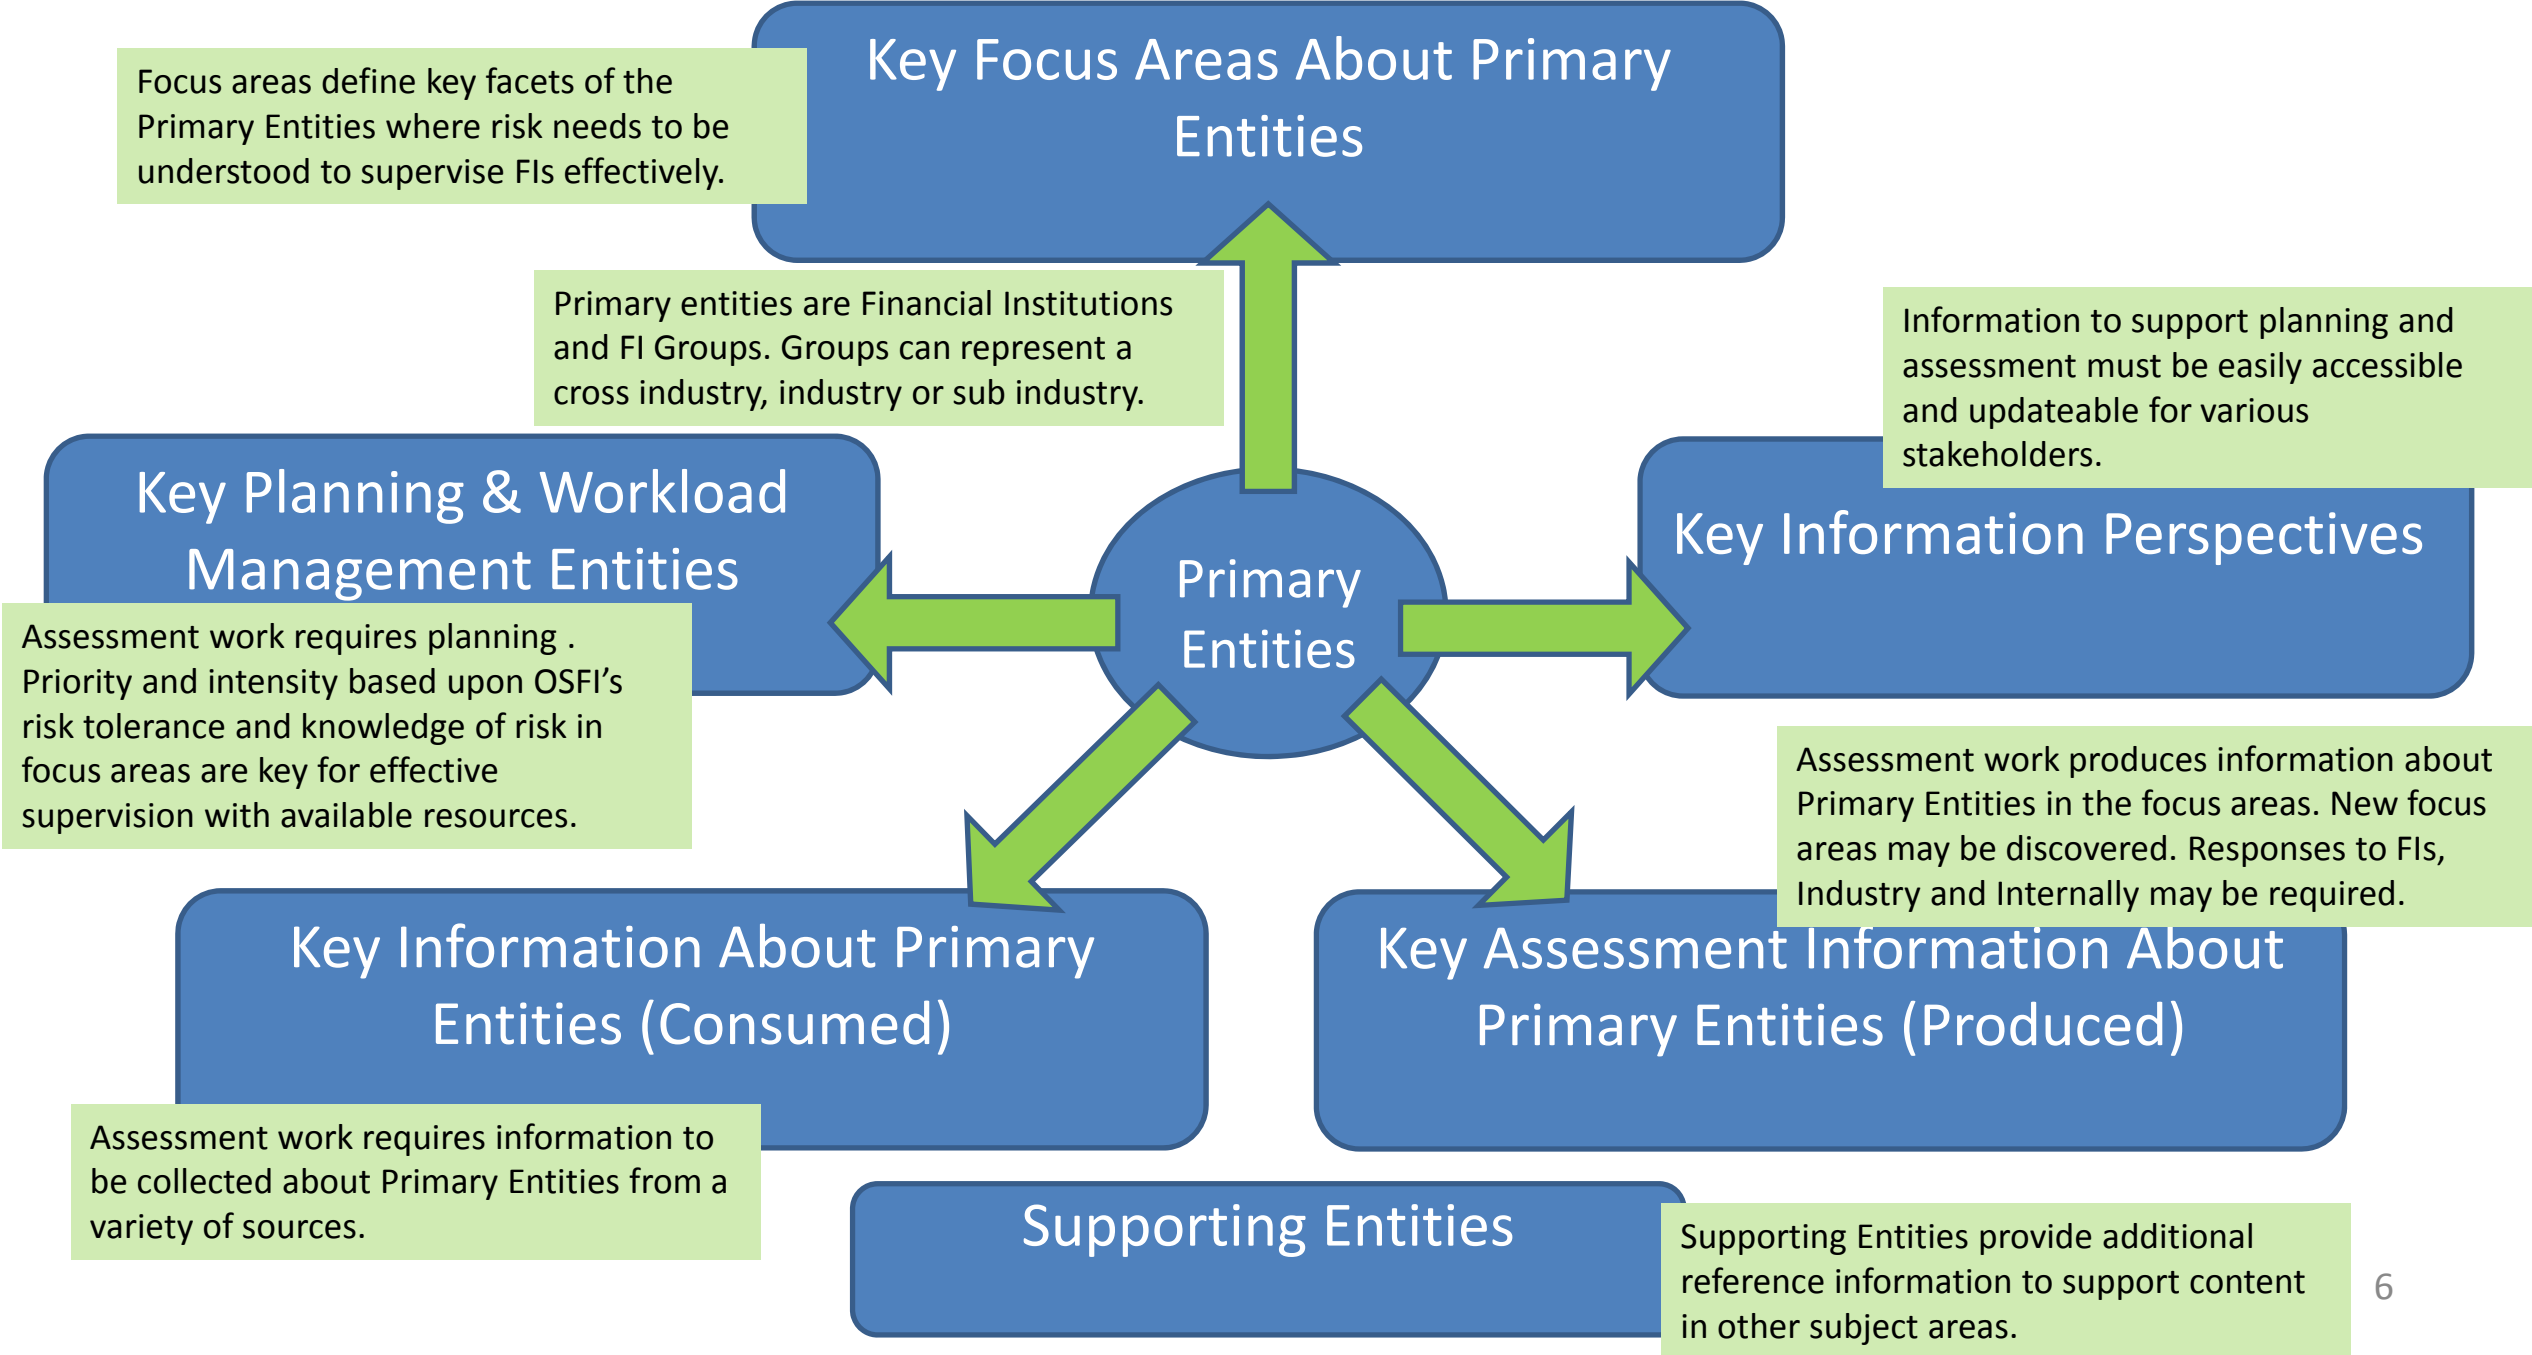 Key Focus Areas About Primary
Entities
Focus areas define key facets of the
Primary Entities where risk needs to be
understood to supervise FIs effectively.
Primary entities are Financial Institutions
and FI Groups. Groups can represent a
cross industry, industry or sub industry.
Information to support planning and
assessment must be easily accessible
and updateable for various
stakeholders.
Key Planning & Workload
Management Entities
Key Information Perspectives
Primary
Entities
Assessment work requires planning .
Priority and intensity based upon OSFI’s
risk tolerance and knowledge of risk in
focus areas are key for effective
supervision with available resources.
Assessment work produces information about
Primary Entities in the focus areas. New focus
areas may be discovered. Responses to FIs,
Industry and Internally may be required.
Key Information About Primary
Entities (Consumed)
Key Assessment Information About
Primary Entities (Produced)
Assessment work requires information to
be collected about Primary Entities from a
variety of sources.
Supporting Entities
Supporting Entities provide additional
reference information to support content
in other subject areas.
6